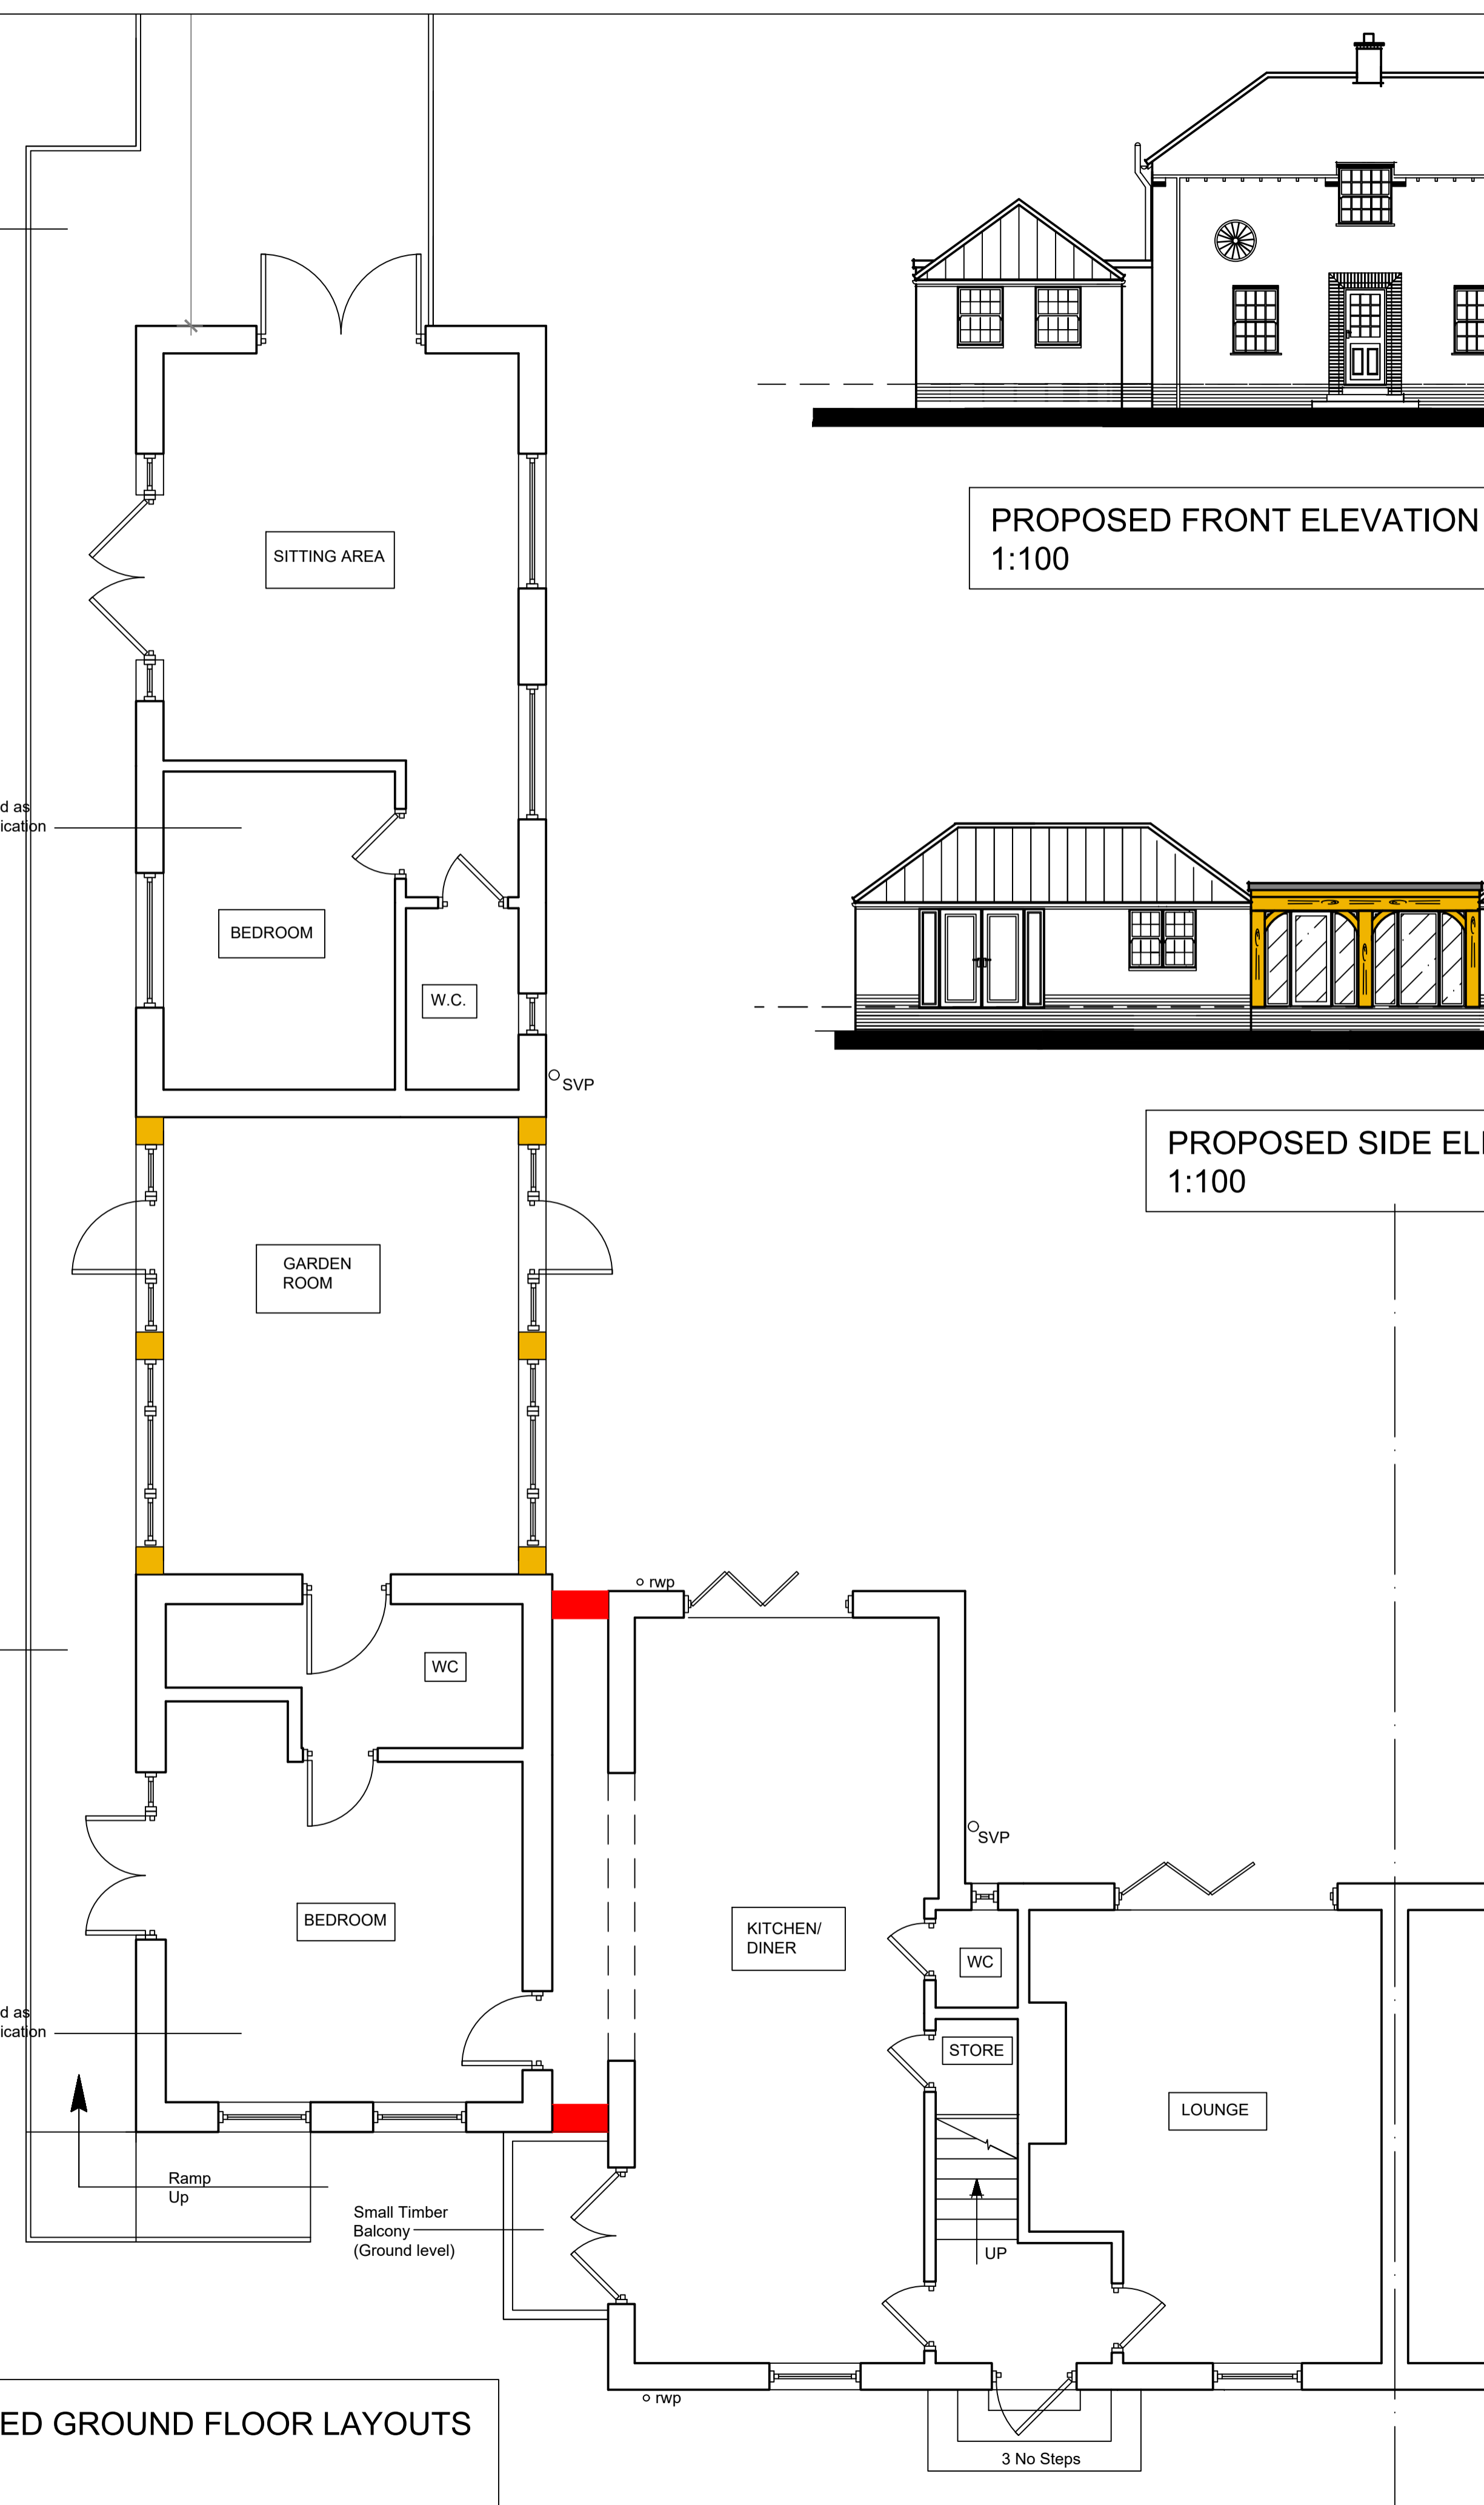 PROPOSED FRONT ELEVATION
1:100
SITTING AREA
d as
ication
BEDROOM
W.C.
SVP
PROPOSED SIDE ELE
1:100
GARDEN
ROOM
rwp
WC
SVP
BEDROOM
KITCHEN/
DINER
WC
d as
ication
STORE
LOUNGE
Ramp
Up
Small Timber
Balcony
(Ground level)
UP
rwp
ED GROUND FLOOR LAYOUTS
3 No Steps